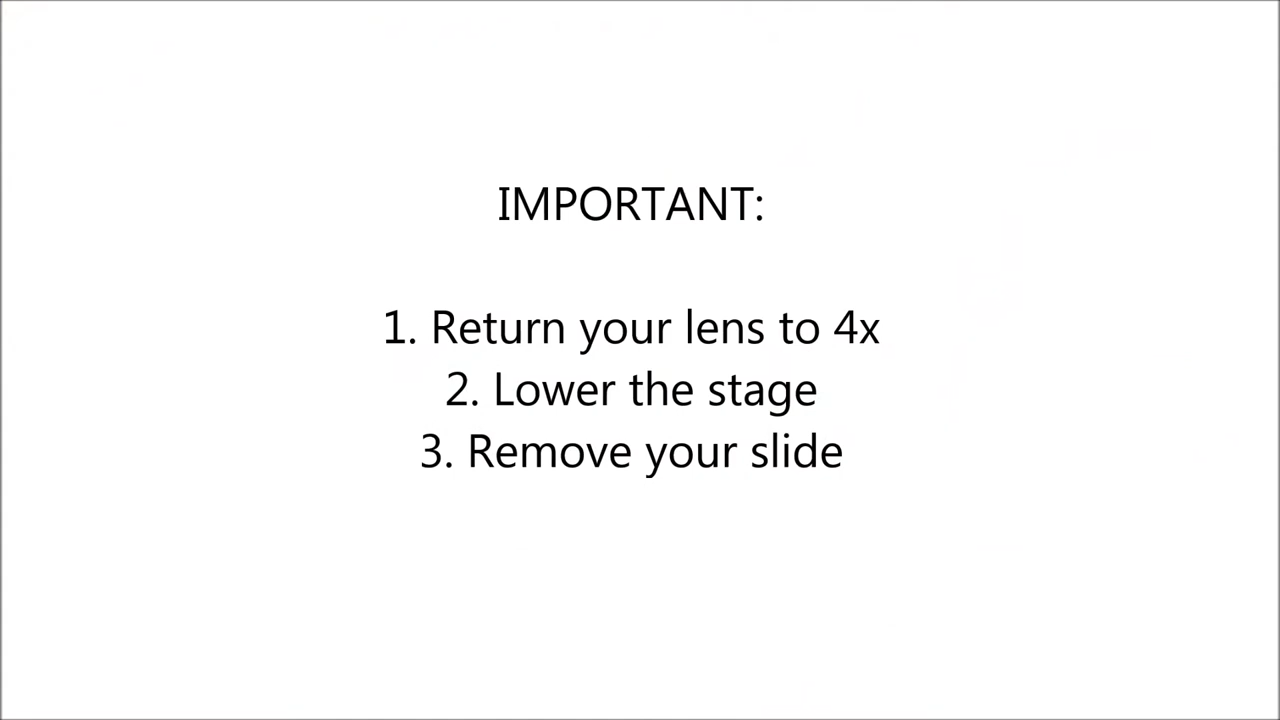 IMPORTANT:
1. Return your lens to 4x
2. Lower the stage
3. Remove your slide